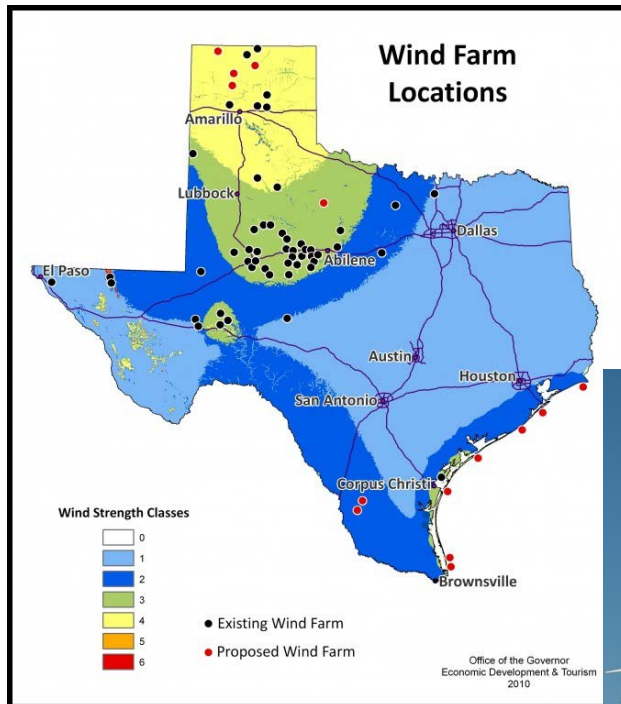 Wind Farm
Locations
Amarillo
Lubbock
Abilene
Dallas
El Paso
Austin
Houston
San Antonio
Corpus Christi
Brownsville
Wind Strength Classes
0
1
2
3
4
5
6
Existing Wind Farm
Proposed Wind Farm
Office of the Governor
Economic Development & Tourism
2010